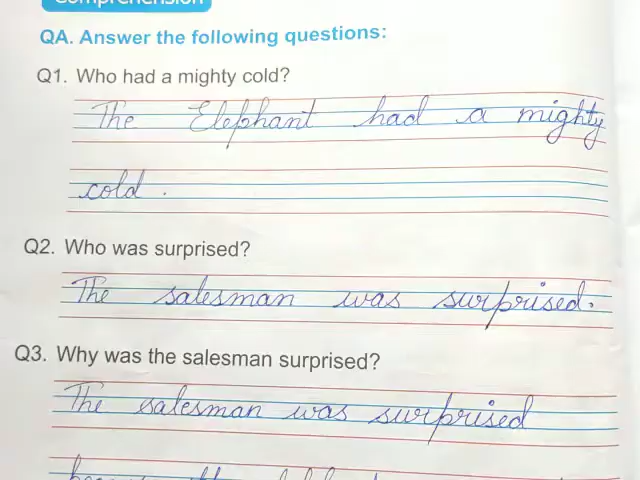 Comprehension
QA. Answer the following questions:
Q1. Who had a mighty cold?
The Elephant had a mighty
cold.
Q2. Who was surprised?
The salesman was surprised.
Q3. Why was the salesman surprised?
The salesman was surprised